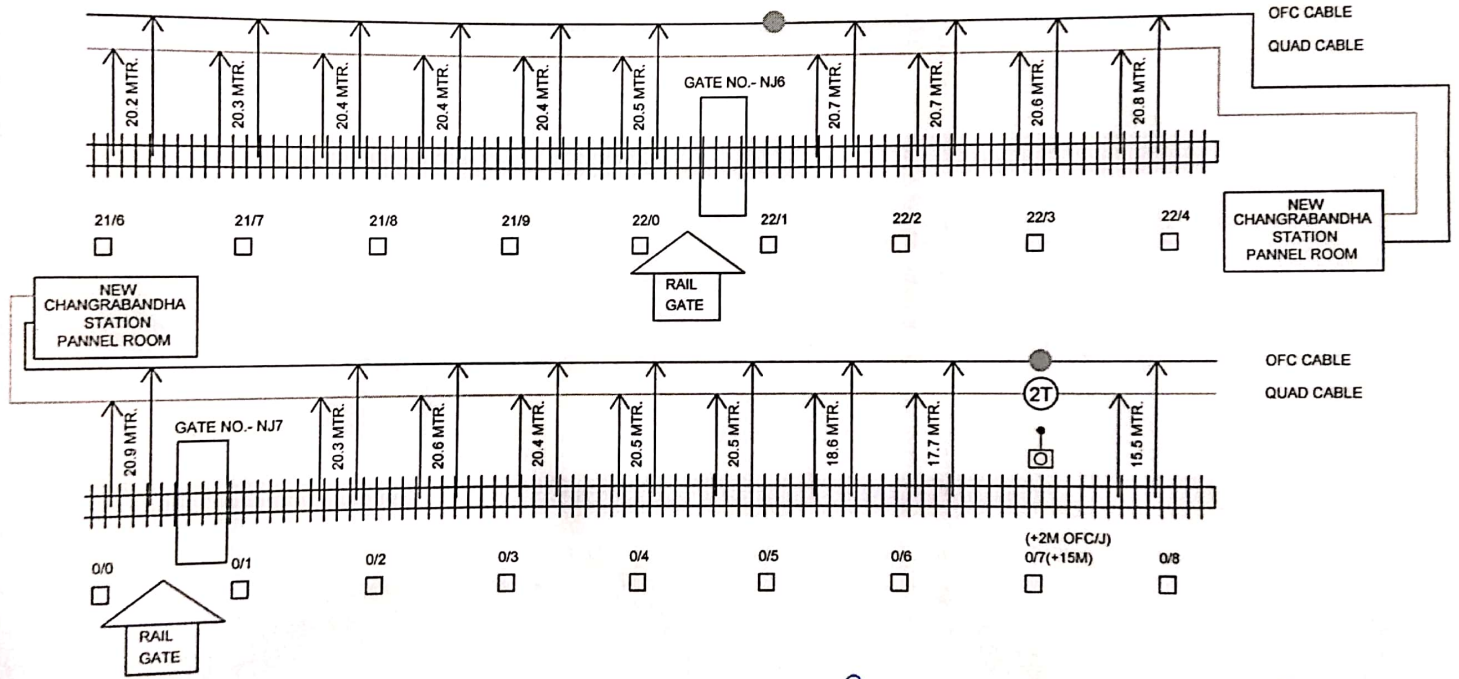 OFC CABLE
QUAD CABLE
GATE NO.- NJ6
20.2 MTR.
20.3 MTR.
20.4 MTR.
20.4 MTR.
20.4 MTR.
20.5 MTR.
20.7 MTR.
20.7 MTR.
20.6 MTR.
20.8 MTR.
21/6
21/7
21/8
21/9
22/0
22/1
22/2
22/3
22/4
NEW
CHANGRABANDHA
STATION
PANNEL ROOM
RAIL
GATE
NEW
CHANGRABANDHA
STATION
PANNEL ROOM
OFC CABLE
QUAD CABLE
2T
GATE NO.- NJ7
20.9 MTR.
20.3 MTR.
20.6 MTR.
20.4 MTR.
20.5 MTR.
20.5 MTR.
18.6 MTR.
17.7 MTR.
15.5 MTR.
(+2M OFC/J)
0/0
0/1
0/2
0/3
0/4
0/5
0/6
0/7(+15M)
0/8
RAIL
GATE